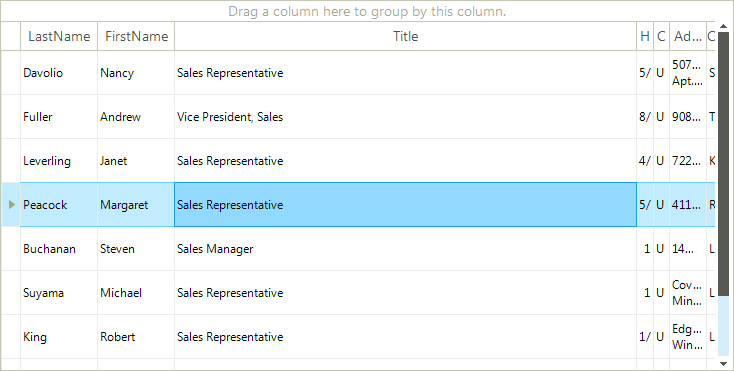 Drag a column here to group by this column.
LastName FirstName Title H C Ad... C
Davolio Nancy Sales Representative 5/ U 507... Apt.... S
Fuller Andrew Vice President, Sales 8/ U 908... T
Leverling Janet Sales Representative 4/ U 722... K
Peacock Margaret Sales Representative 5/ U 411... R
Buchanan Steven Sales Manager 1 U 14... L
Suyama Michael Sales Representative 1 U Cov... Min... L
King Robert Sales Representative 1/ U Edg... Win... L